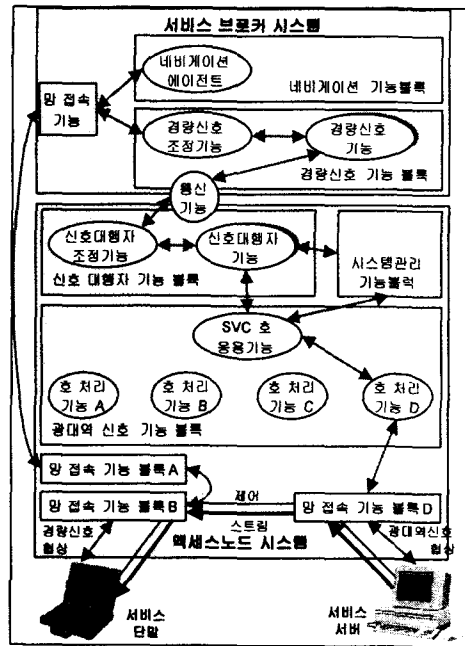 서비스 브로커 시스템
네비게이션
에이전트
네비게이션 기능블록
망 접속
기능
경량신호
조정기능
경량신호
기능
경량신호 기능 블록
통신
기능
신호대행자
조정기능
신호대행자
기능
신호 대행자 기능 블록
시스템관리
기능블럭
SVC 호
응용기능
호 처리
기능 A
호 처리
기능 B
호 처리
기능 C
호 처리
기능 D
광대역 신호 기능 블록
망 접속 기능 블록A
망 접속 기능 블록B
제어
스트림
망 접속 기능 블록D
경량신호
협상
액세스노드 시스템
광대역신호
협상
서비스
단말
서비스
서버